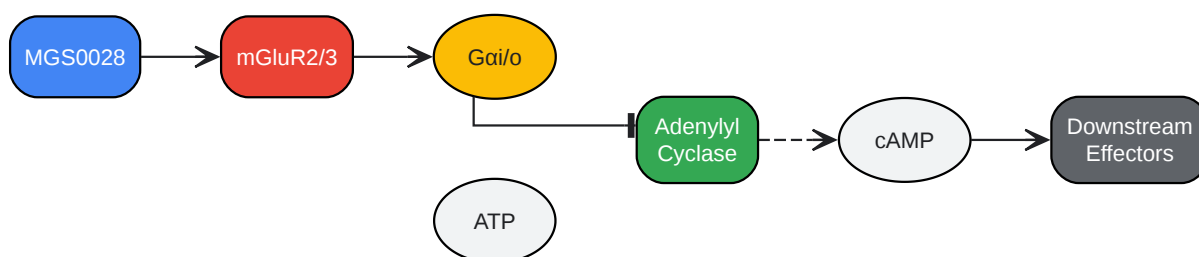 MGS0028
mGluR2/3
Gαi/o
Adenylyl
Cyclase
cAMP
Downstream
Effectors
ATP